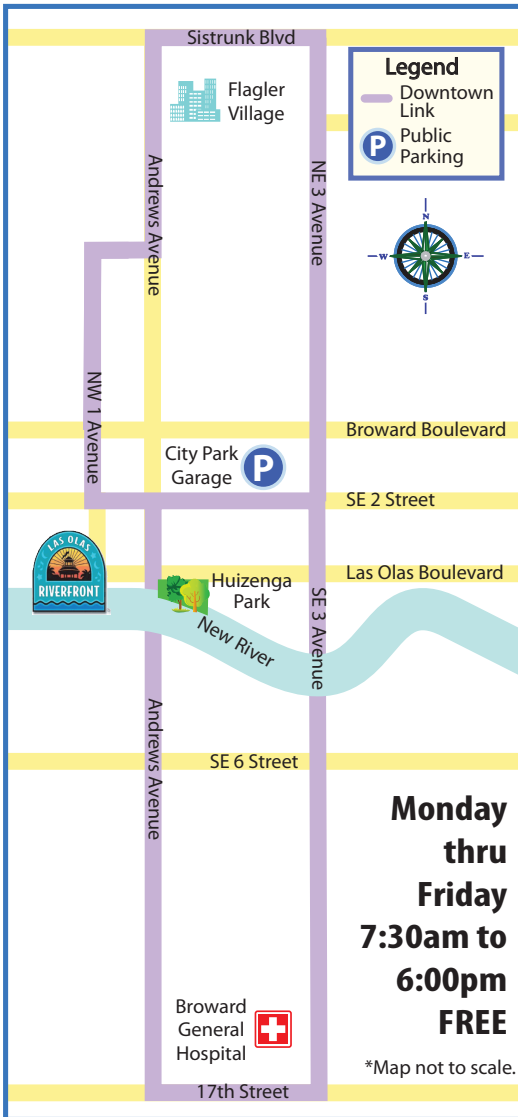 Sistrunk Blvd
Legend
Downtown
Link
P
Public
Parking
Flagler
Village
Andrews Avenue
NE 3 Avenue
N
W
E
S
NW 1 Avenue
Broward Boulevard
City Park
Garage
P
SE 2 Street
LAS OLAS
RIVERFRONT
Las Olas Boulevard
Huizenga
Park
New River
SE 3 Avenue
Andrews Avenue
SE 6 Street
Monday
thru
Friday
7:30am to
6:00pm
FREE
Broward
General
Hospital
*Map not to scale.
17th Street